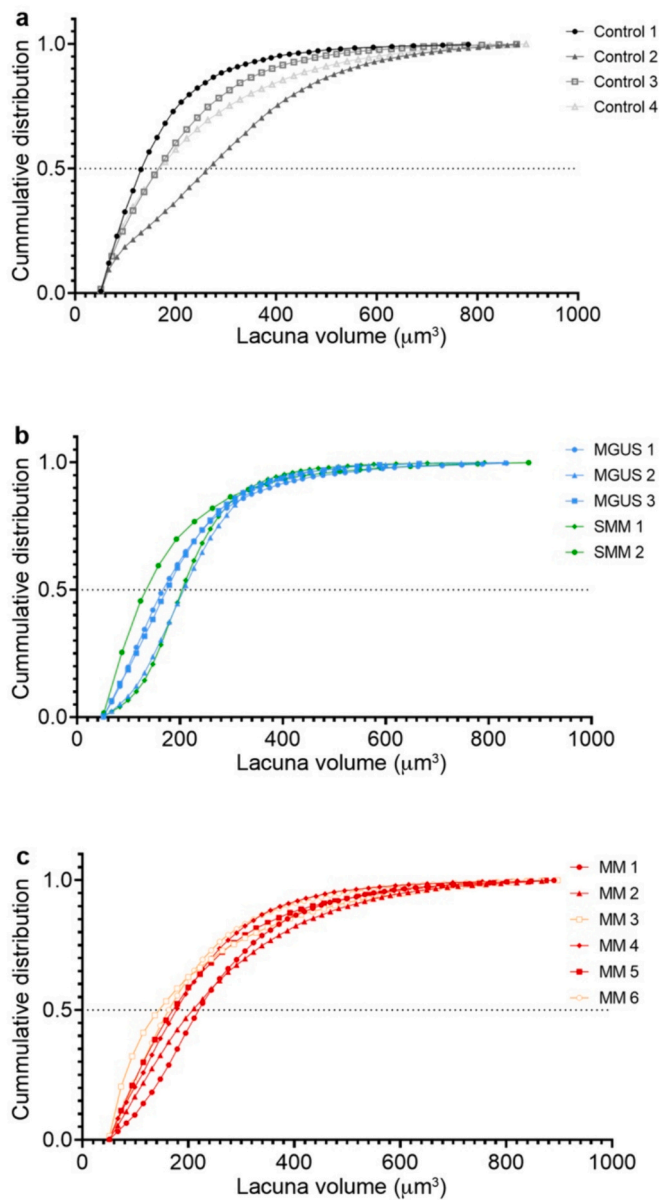 a
Cummulative distribution
1.0
0.5
0.0
0 200 400 600 800 1000
Lacuna volume (µm³)
Control 1
Control 2
Control 3
Control 4
b
Cummulative distribution
1.0
0.5
0.0
0 200 400 600 800 1000
Lacuna volume (µm³)
MGUS 1
MGUS 2
MGUS 3
SMM 1
SMM 2
c
Cummulative distribution
1.0
0.5
0.0
0 200 400 600 800 1000
Lacuna volume (µm³)
MM 1
MM 2
MM 3
MM 4
MM 5
MM 6